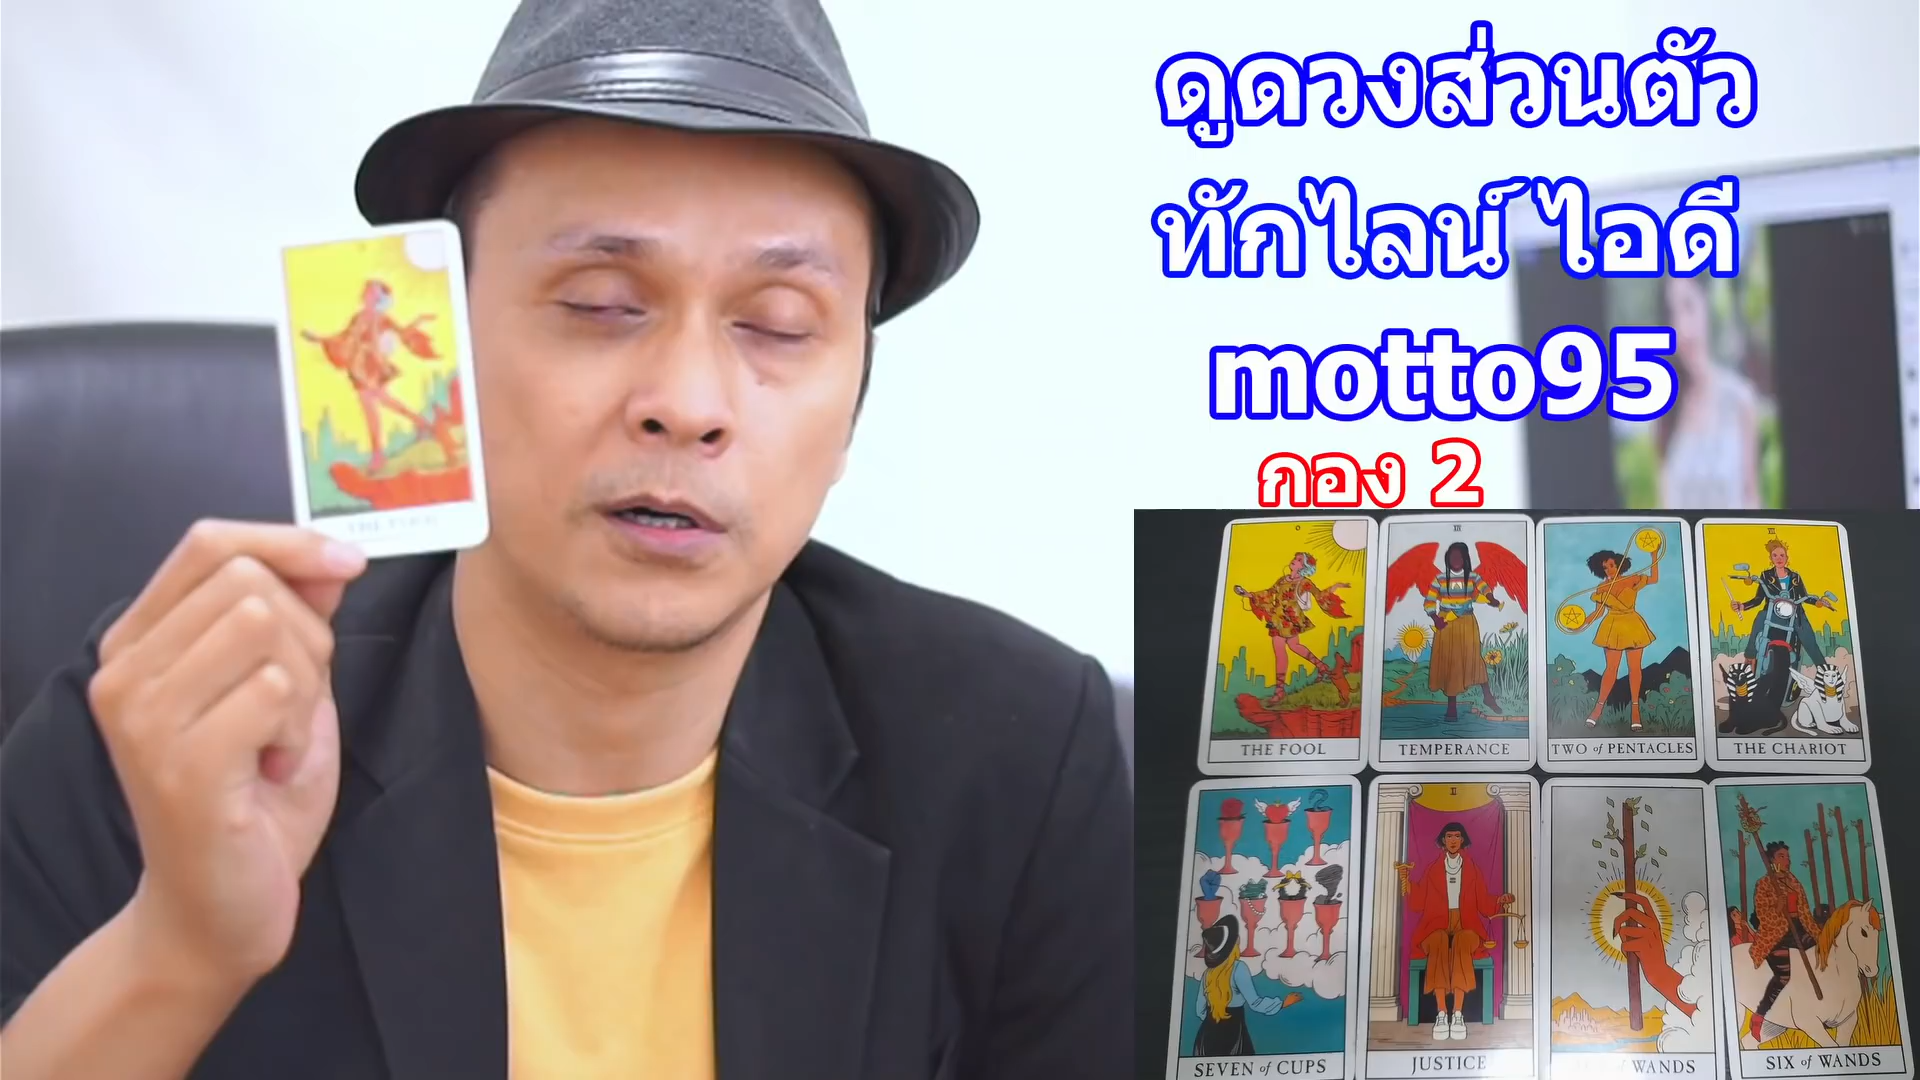 ดูดวงส่วนตัว
ทักไลน์ ไอดี
motto95
กอง 2
THE FOOL
TEMPERANCE
TWO of PENTACLES
THE CHARIOT
SEVEN of CUPS
JUSTICE
of WANDS
SIX of WANDS